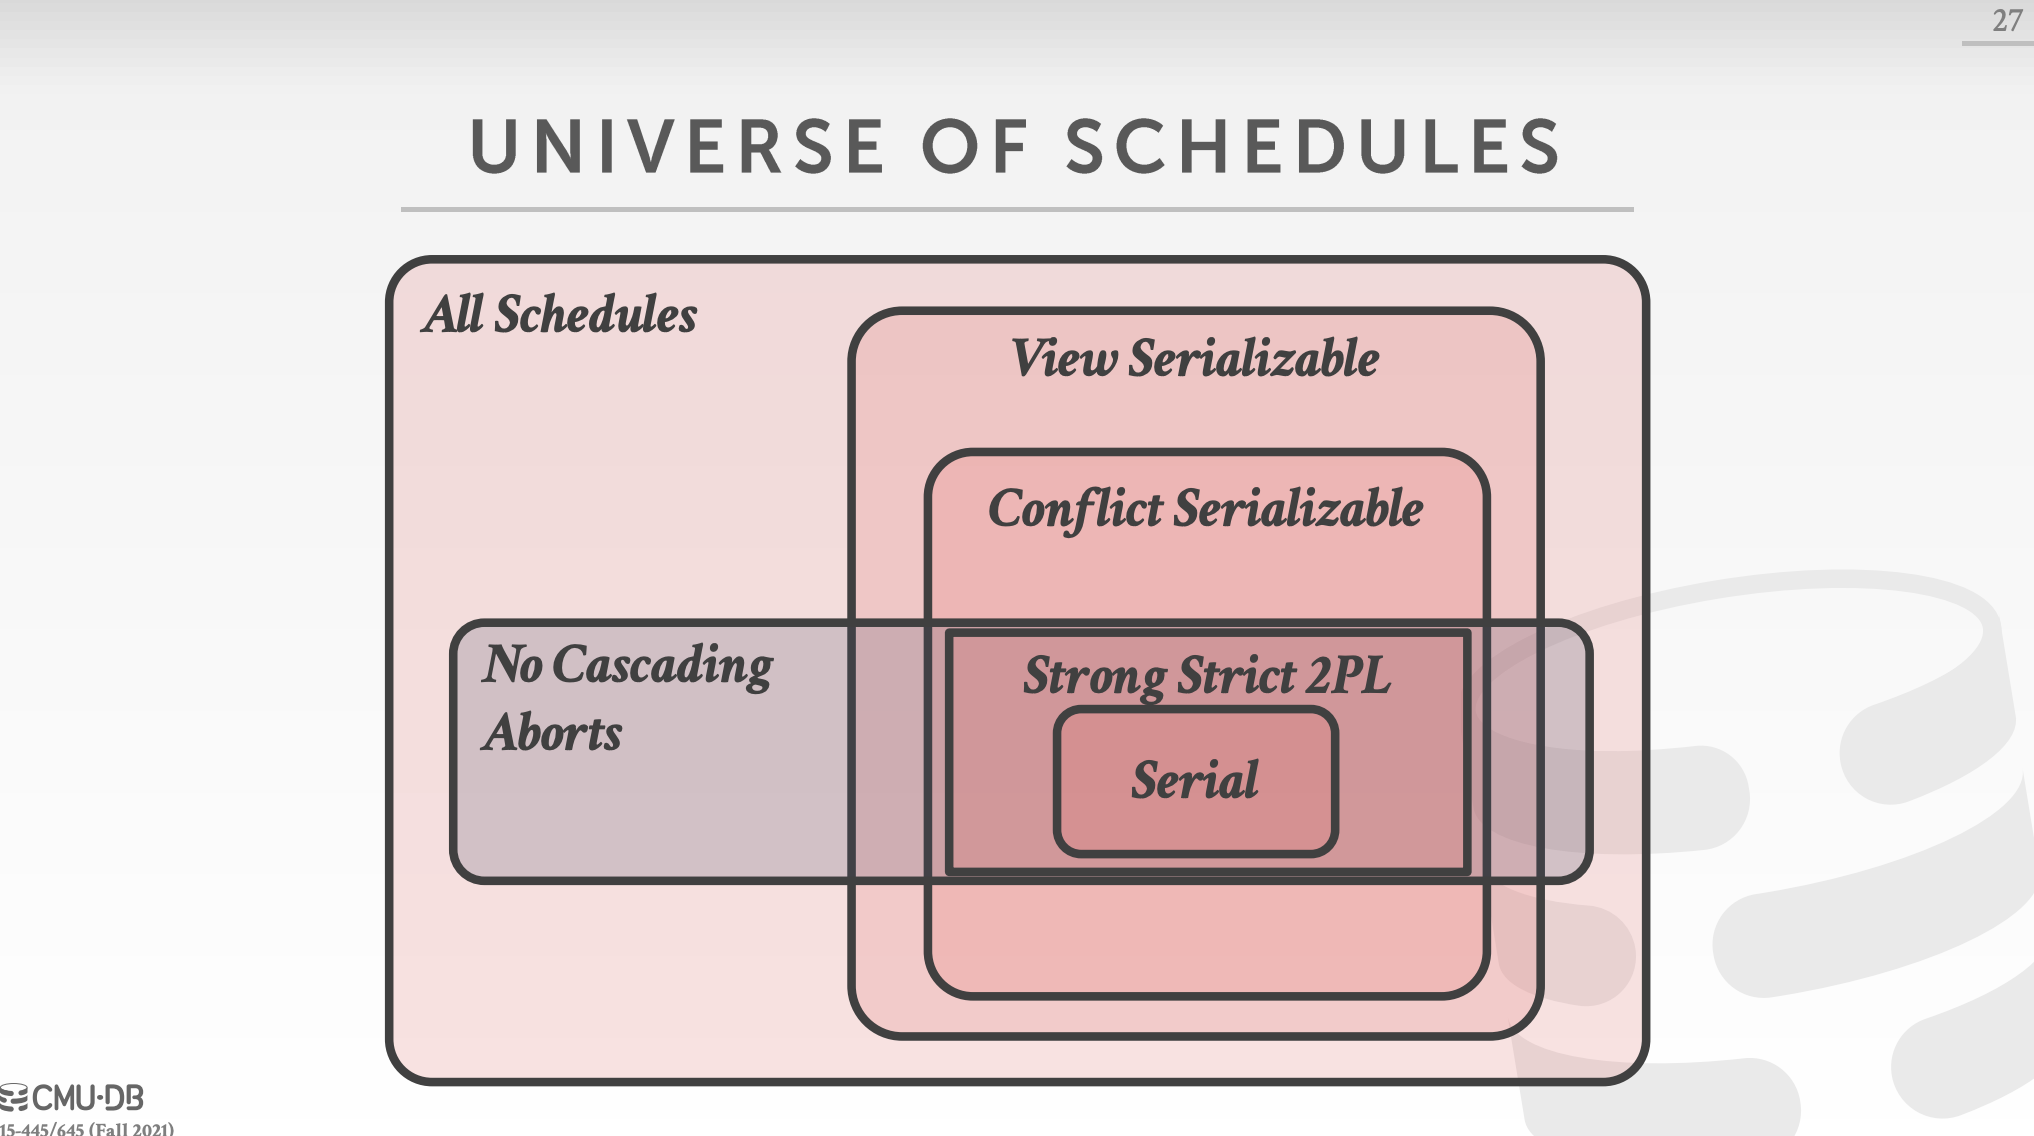 27
UNIVERSE OF SCHEDULES
All Schedules
View Serializable
Conflict Serializable
No Cascading
Aborts
Strong Strict 2PL
Serial
CMU·DB
15-445/645 (Fall 2021)